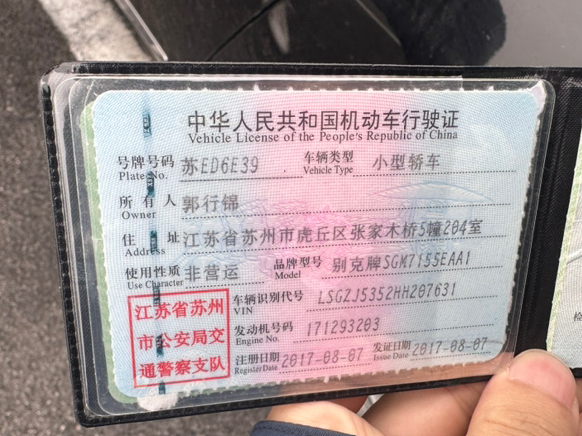 中华人民共和国机动车行驶证
Vehicle License of the People's Republic of China
号牌号码 苏ED6E39 车辆类型 小型轿车
Plate No. Vehicle Type
所有人 郭行锦
Owner
住址 江苏省苏州市虎丘区张家木桥5幢204室
Address
使用性质 非营运 品牌型号 别克牌SGM7155EAA1
Use Character Model
江苏省苏州
市公安局交
通警察支队
车辆识别代号 LSGZJ5352HH207631
VIN
发动机号码 171293203
Engine No.
注册日期 2017-08-07 发证日期 2017-08-07
Register Date Issue Date